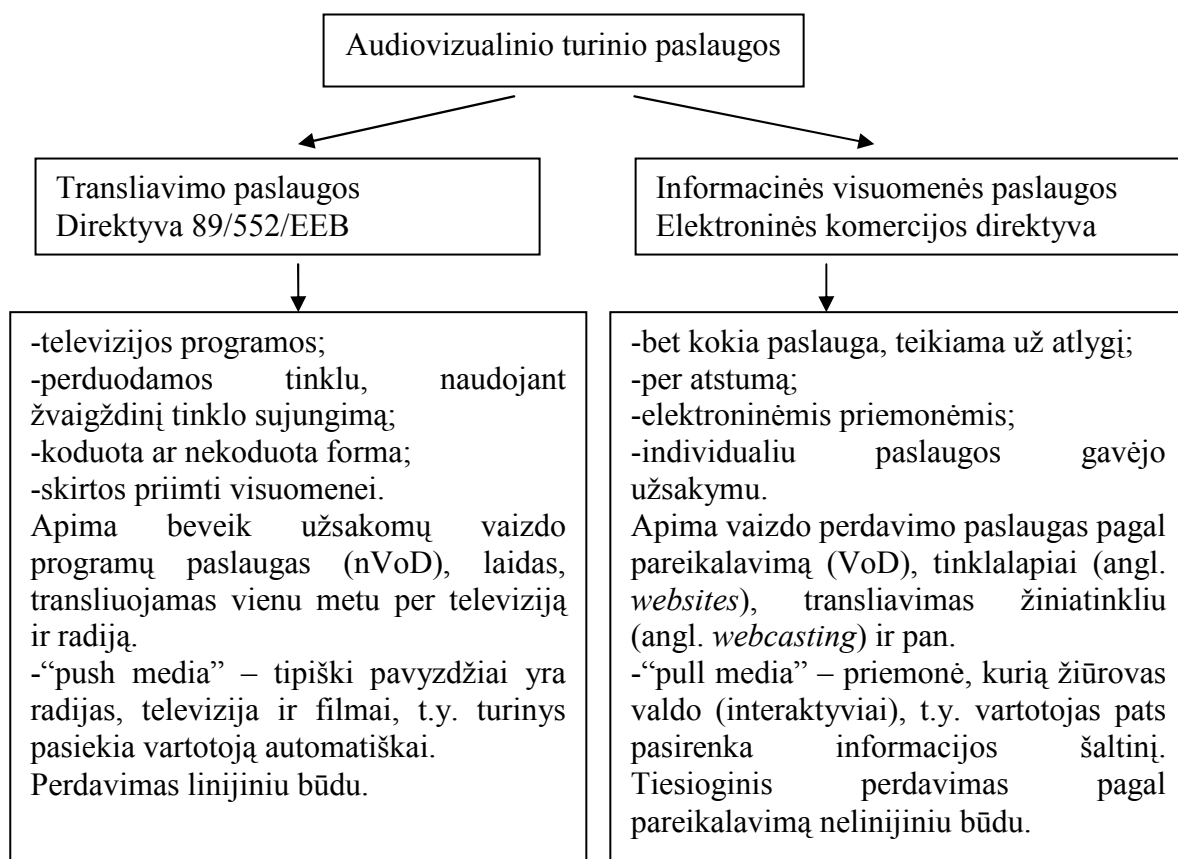 Audiovizualinio turinio paslaugos
Transliavimo paslaugos
Direktyva 89/552/EEB
Informacinės visuomenės paslaugos
Elektroninės komercijos direktyva
-televizijos programos;
-perduodamos tinklu, naudojant
žvaigždinį tinklo sujungimą;
-koduota ar nekoduota forma;
-skirtos priimti visuomenei.
Apima beveik užsakomų vaizdo
programų paslaugas (nVoD), laidas,
transliuojamas vienu metu per televiziją
ir radiją.
-“push media” – tipiški pavyzdžiai yra
radijas, televizija ir filmai, t.y. turinys
pasiekia vartotoją automatiškai.
Perdavimas linijiniu būdu.
-bet kokia paslauga, teikiama už atlygį;
-per atstumą;
-elektroninėmis priemonėmis;
-individualiu paslaugos gavėjo
užsakymu.
Apima vaizdo perdavimo paslaugas pagal
pareikalavimą (VoD), tinklalapiai (angl.
websites), transliavimas žiniatinkliu
(angl. webcasting) ir pan.
-“pull media” – priemonė, kurią žiūrovas
valdo (interaktyviai), t.y. vartotojas pats
pasirenka informacijos šaltinį.
Tiesioginis perdavimas pagal
pareikalavimą nelinijiniu būdu.